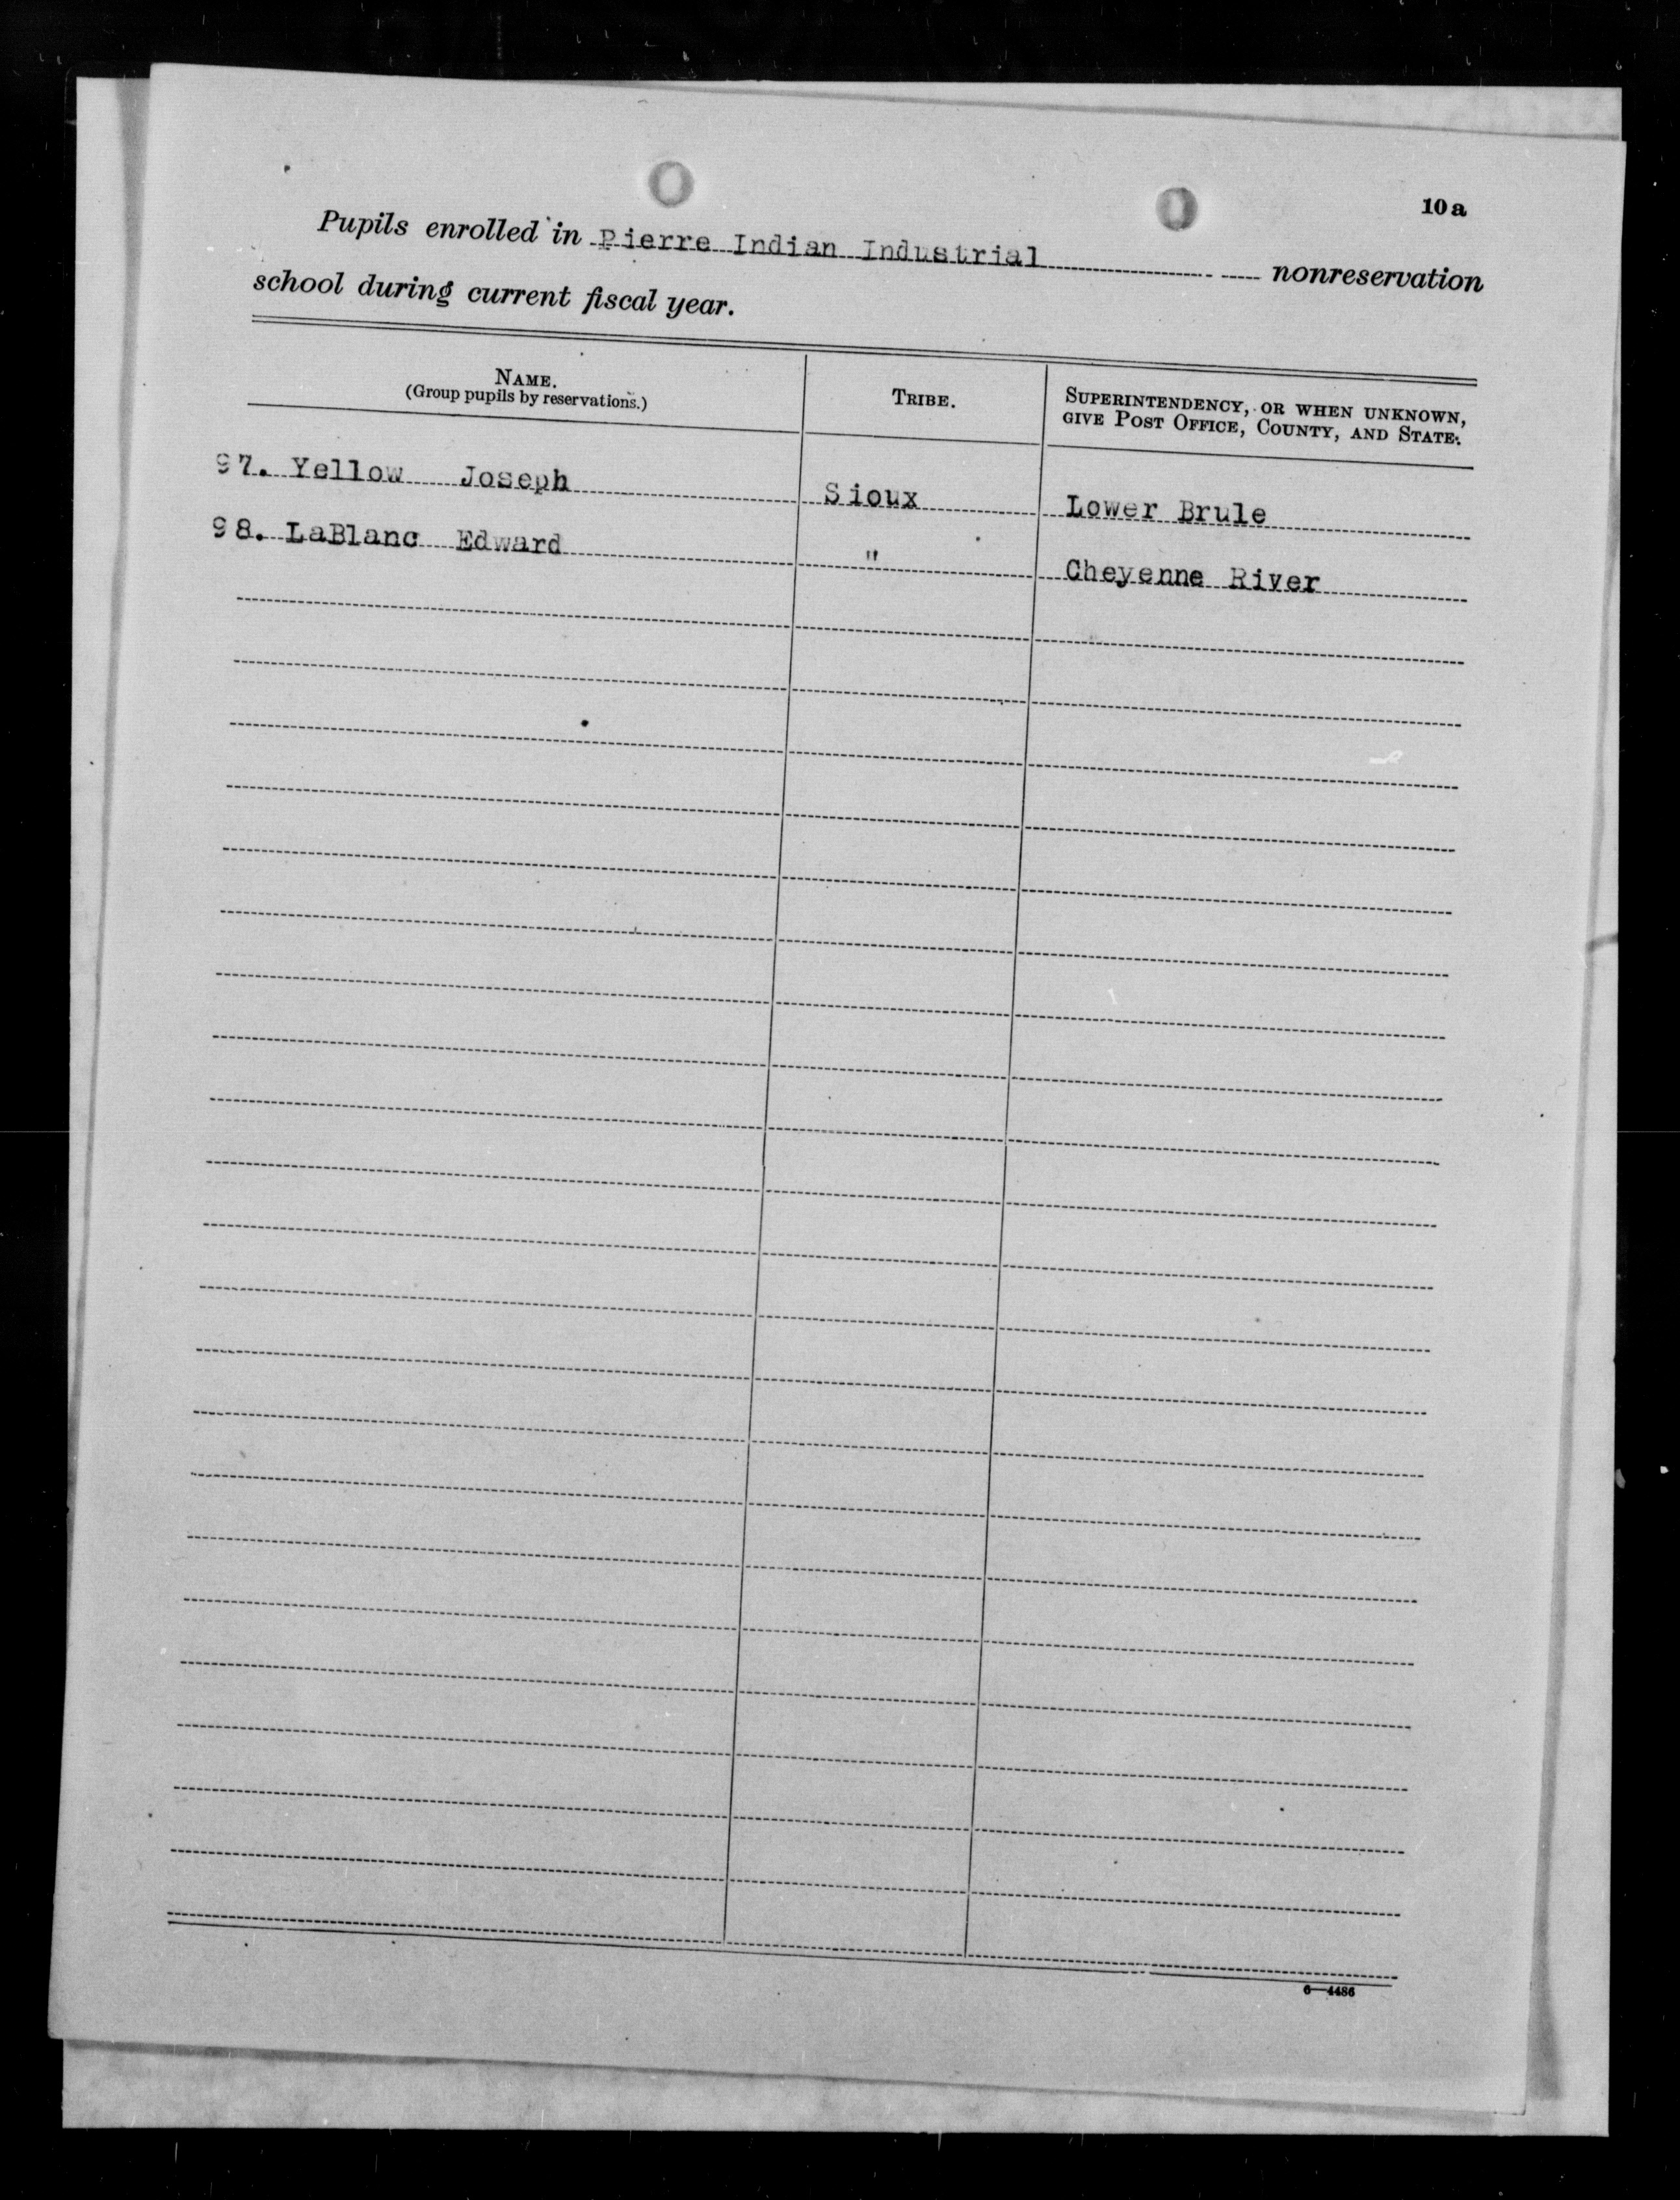 10a
Pupils enrolled in Pierre Indian Industrial nonreservation
school during current fiscal year.
NAME.
(Group pupils by reservations.)
TRIBE.
SUPERINTENDENCY, OR WHEN UNKNOWN,
GIVE POST OFFICE, COUNTY, AND STATE.
97. Yellow Joseph Sioux Lower Brule
98. LaBlanc Edward " Cheyenne River
6—4486